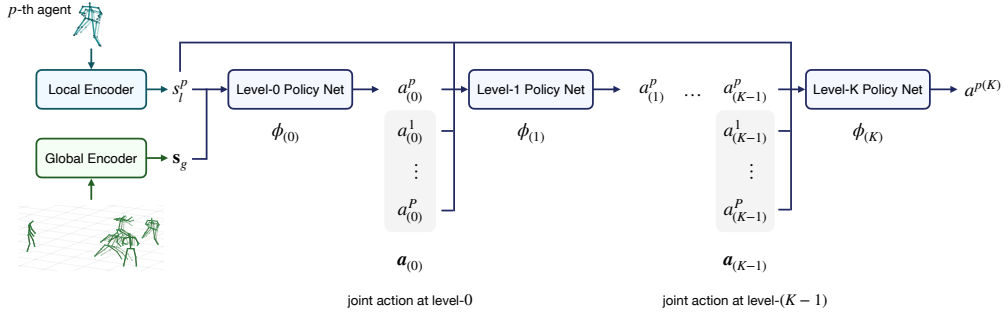 p-th agent
Local Encoder
s_l^p
Level-0 Policy Net
a_{(0)}^p
Level-1 Policy Net
a_{(1)}^p
...
a_{(K-1)}^p
Level-K Policy Net
a^{p(K)}
ϕ_{(0)}
a_{(0)}^1
ϕ_{(1)}
a_{(K-1)}^1
ϕ_{(K)}
Global Encoder
s_g
⋮
⋮
a_{(0)}^P
a_{(K-1)}^P
a_{(0)}
a_{(K-1)}
joint action at level-0
joint action at level-(K − 1)